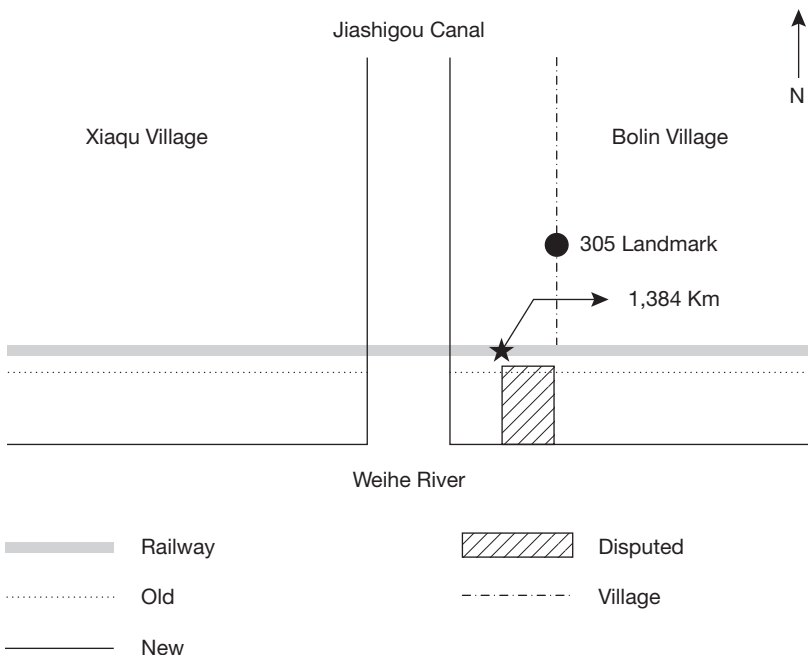 Jiashigou Canal
N
Xiaqu Village
Bolin Village
305 Landmark
1,384 Km
Weihe River
Railway
Disputed
Old
Village
New